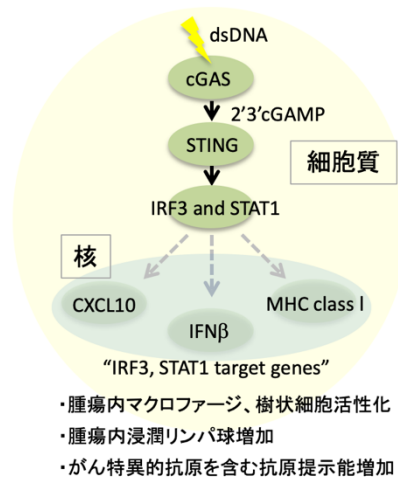 dsDNA
cGAS
2’3’cGAMP
STING
細胞質
IRF3 and STAT1
核
CXCL10
IFNβ
MHC class I
“IRF3, STAT1 target genes”
・腫瘍内マクロファージ、樹状細胞活性化
・腫瘍内浸潤リンパ球増加
・がん特異的抗原を含む抗原提示能増加